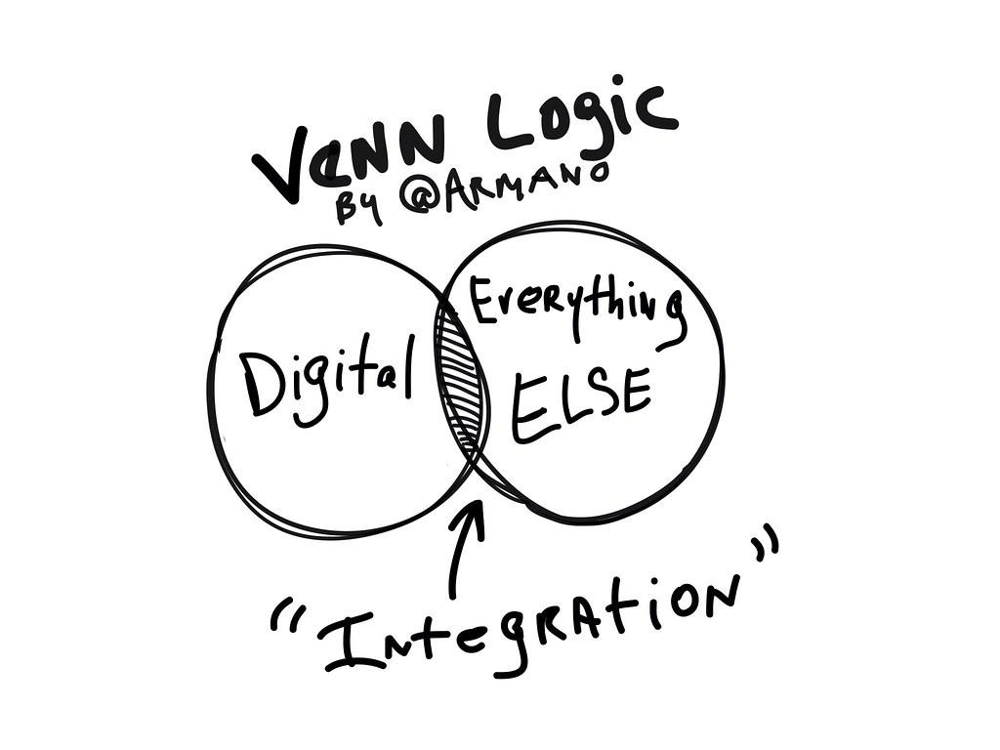 Venn Logic
By @Armano
Digital
Everything
ELSE
"Integration"